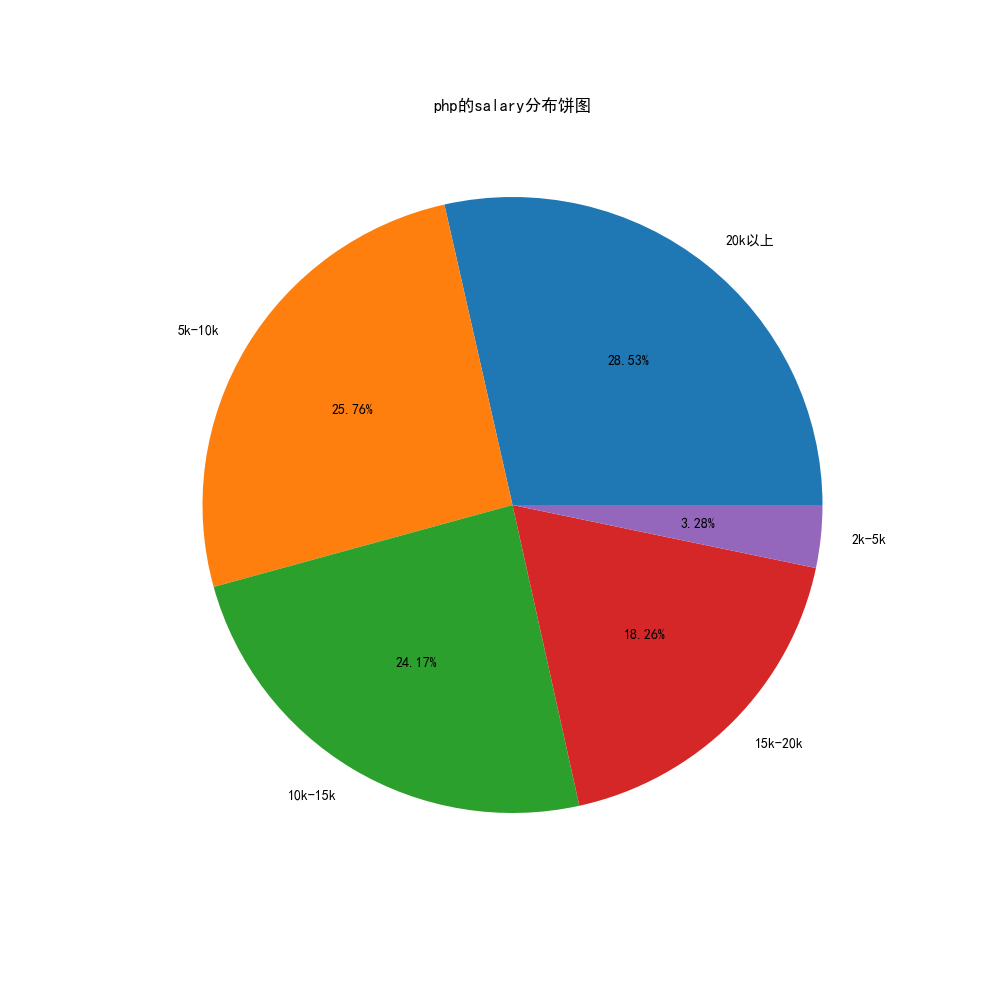 php的salary分布饼图
20k以上
5k-10k
28.53%
25.76%
3.28%
2k-5k
18.26%
24.17%
15k-20k
10k-15k